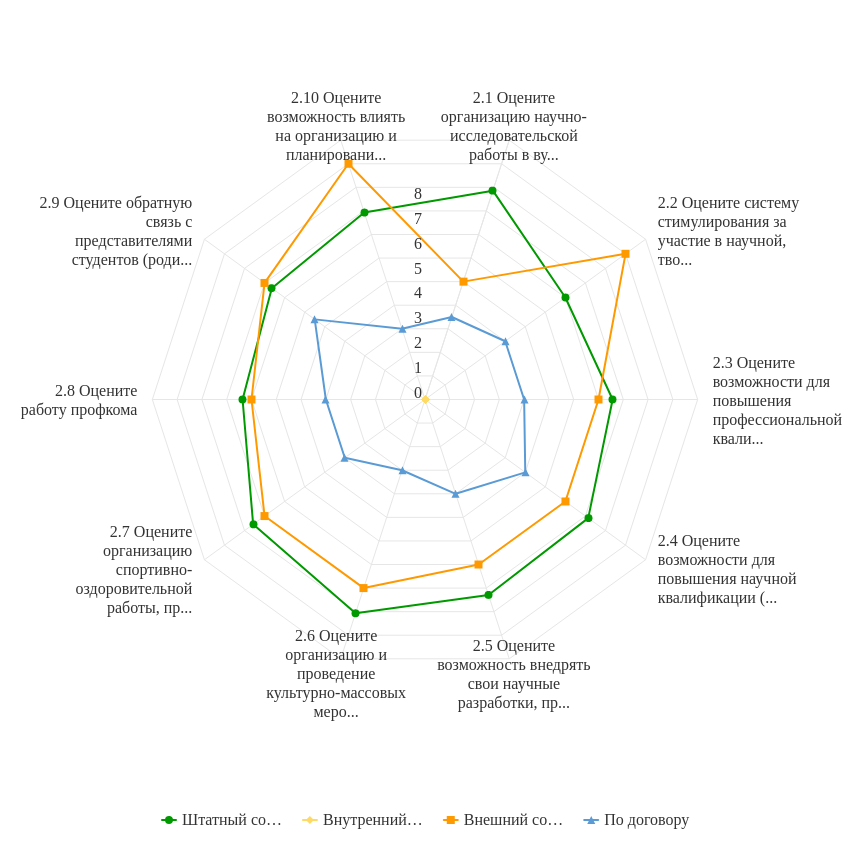 2.10 Оцените
возможность влиять
на организацию и
планировани...
2.1 Оцените
организацию научно-
исследовательской
работы в ву...
2.9 Оцените обратную
связь с
представителями
студентов (роди...
2.2 Оцените систему
стимулирования за
участие в научной,
тво...
8
7
6
5
4
3
2
1
0
2.3 Оцените
возможности для
повышения
профессиональной
квали...
2.8 Оцените
работу профкома
2.7 Оцените
организацию
спортивно-
оздоровительной
работы, пр...
2.4 Оцените
возможности для
повышения научной
квалификации (...
2.6 Оцените
организацию и
проведение
культурно-массовых
меро...
2.5 Оцените
возможность внедрять
свои научные
разработки, пр...
Штатный со… Внутренний… Внешний со… По договору